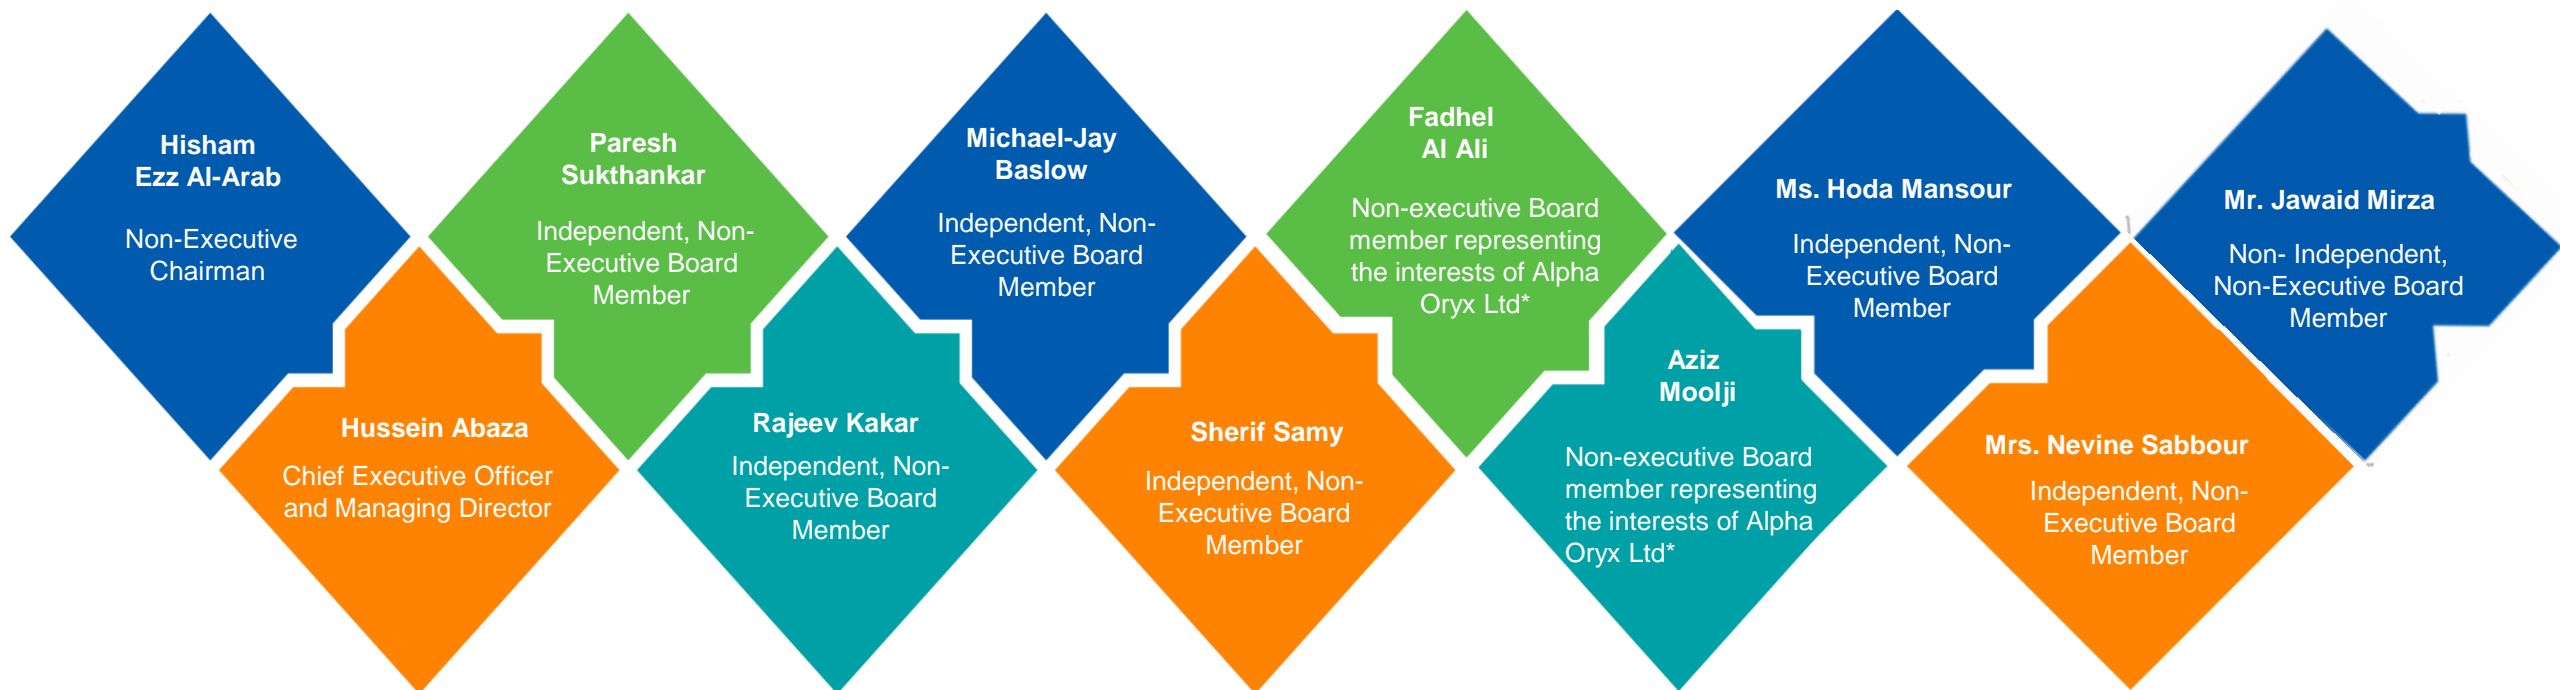 Hisham
Ezz Al-Arab
Non-Executive
Chairman
Hussein Abaza
Chief Executive Officer
and Managing Director
Paresh
Sukthankar
Independent, Non-
Executive Board
Member
Rajeev Kakar
Independent, Non-
Executive Board
Member
Michael-Jay
Baslow
Independent, Non-
Executive Board
Member
Sherif Samy
Independent, Non-
Executive Board
Member
Fadhel
Al Ali
Non-executive Board
member representing
the interests of Alpha
Oryx Ltd*
Aziz
Moolji
Non-executive Board
member representing
the interests of Alpha
Oryx Ltd*
Ms. Hoda Mansour
Independent, Non-
Executive Board
Member
Mrs. Nevine Sabbour
Independent, Non-
Executive Board
Member
Mr. Jawaid Mirza
Non- Independent,
Non-Executive Board
Member